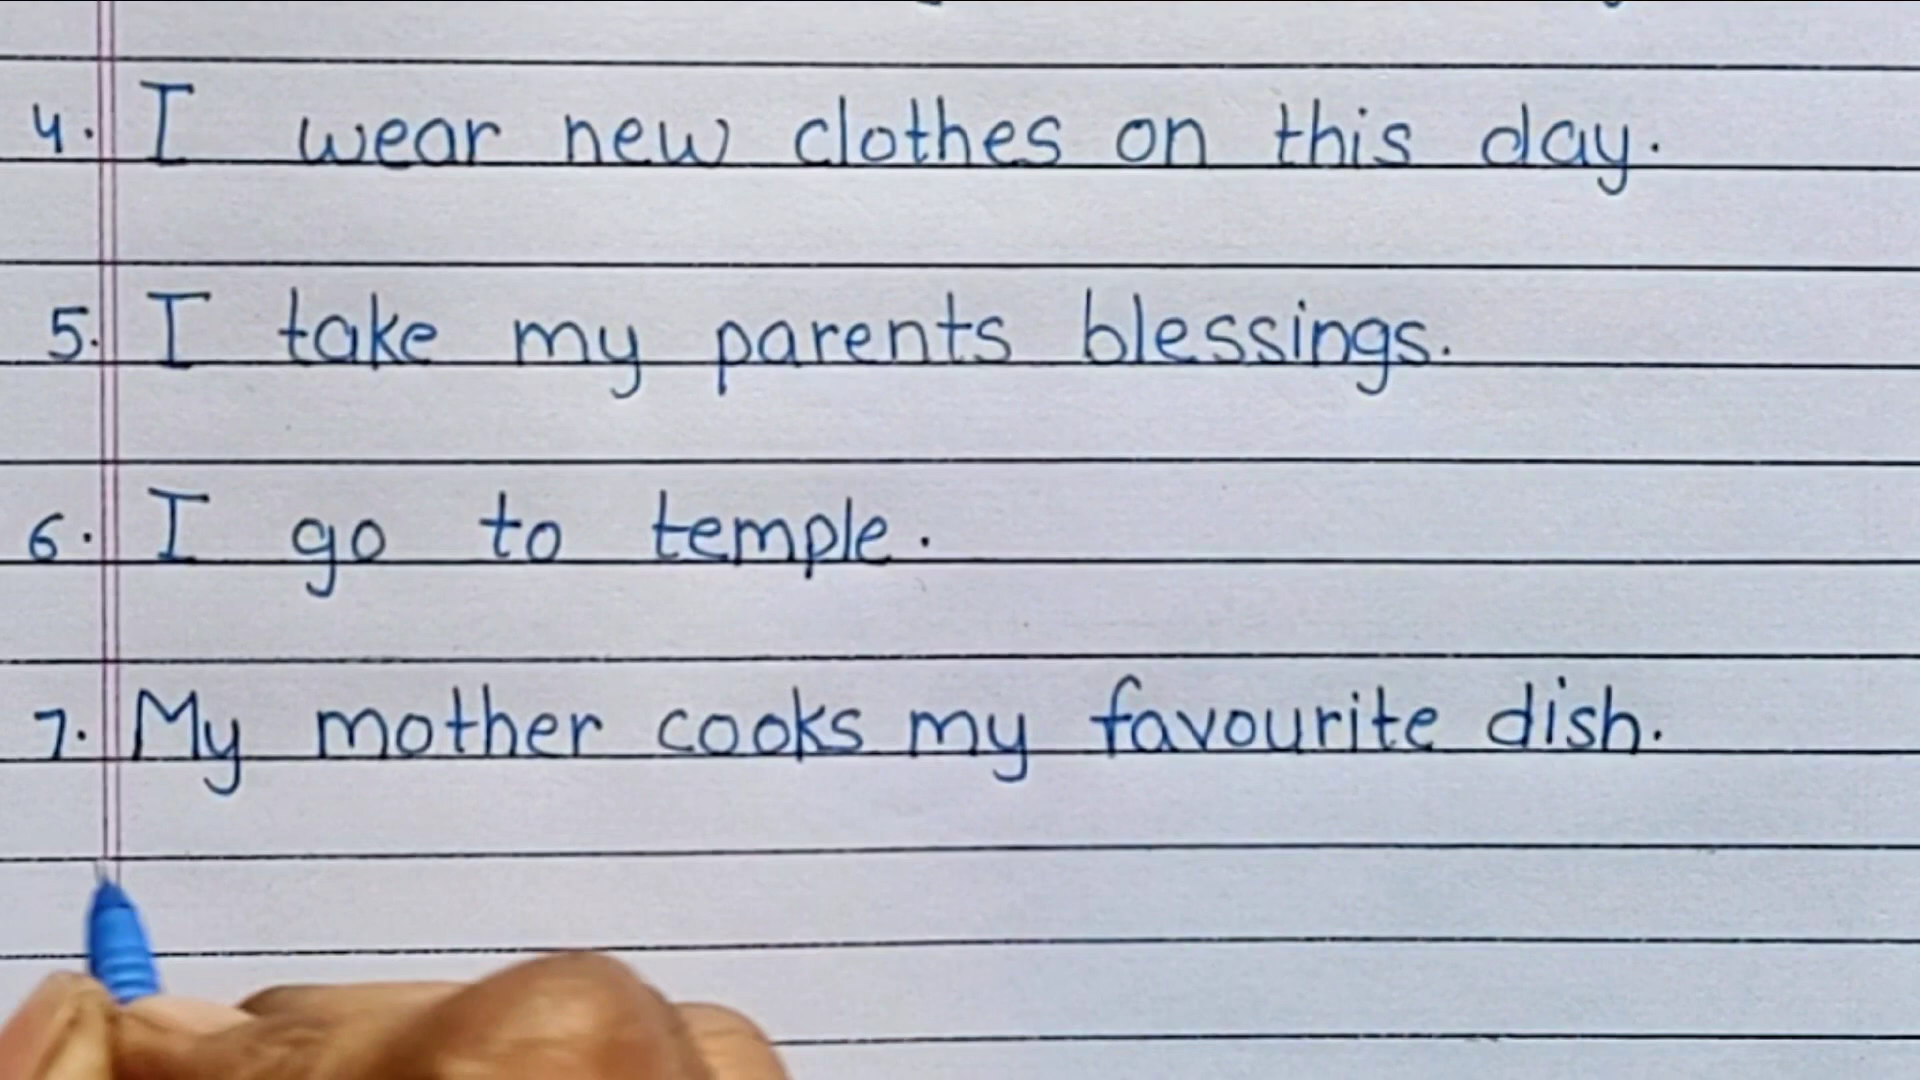 4. I wear new clothes on this day.
5. I take my parents blessings.
6. I go to temple.
7. My mother cooks my favourite dish.